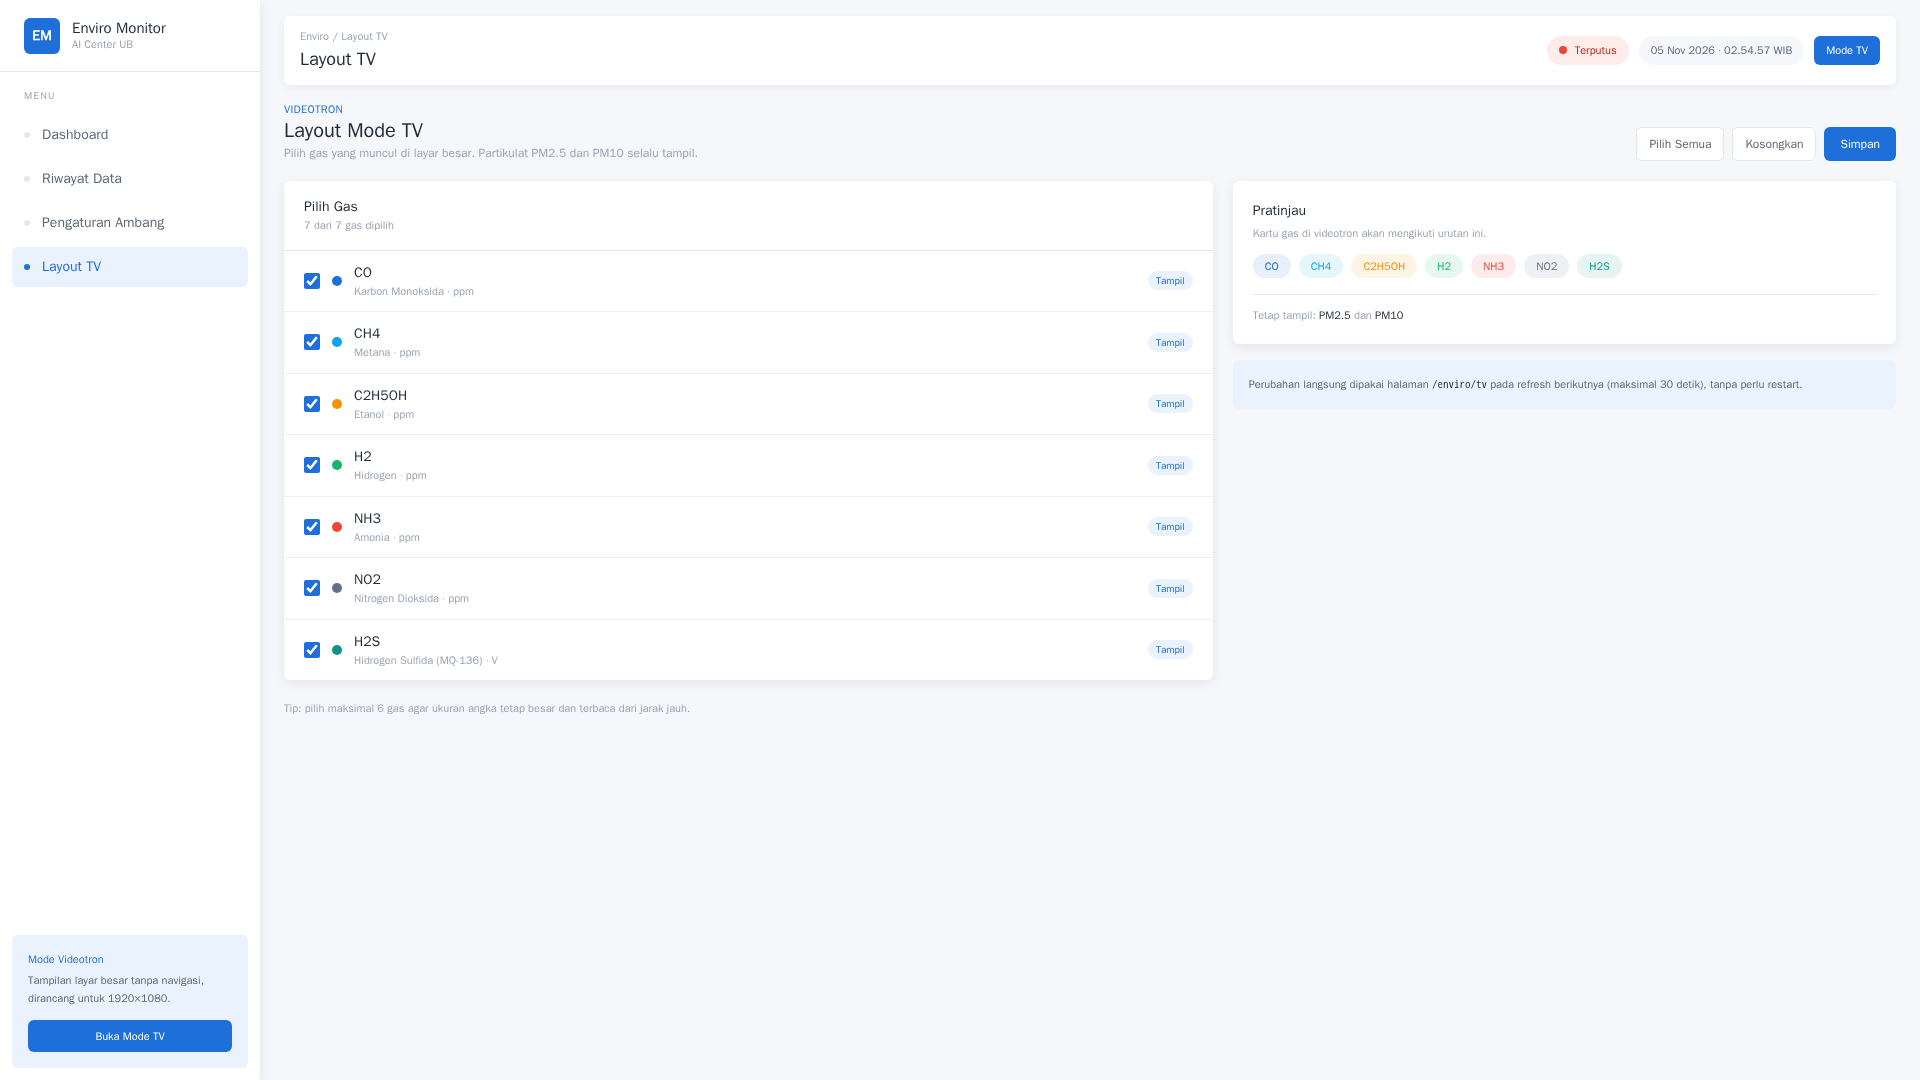 EM
Enviro Monitor
AI Center UB
MENU
Dashboard
Riwayat Data
Pengaturan Ambang
Layout TV
Mode Videotron
Tampilan layar besar tanpa navigasi,
dirancang untuk 1920×1080.
Buka Mode TV
Enviro / Layout TV
Layout TV
Terputus
05 Nov 2026 · 02.54.57 WIB
Mode TV
VIDEOTRON
Layout Mode TV
Pilih gas yang muncul di layar besar. Partikulat PM2.5 dan PM10 selalu tampil.
Pilih Semua
Kosongkan
Simpan
Pilih Gas
7 dari 7 gas dipilih
CO
Karbon Monoksida · ppm
Tampil
CH4
Metana · ppm
Tampil
C2H5OH
Etanol · ppm
Tampil
H2
Hidrogen · ppm
Tampil
NH3
Amonia · ppm
Tampil
NO2
Nitrogen Dioksida · ppm
Tampil
H2S
Hidrogen Sulfida (MQ-136) · V
Tampil
Tip: pilih maksimal 6 gas agar ukuran angka tetap besar dan terbaca dari jarak jauh.
Pratinjau
Kartu gas di videotron akan mengikuti urutan ini.
CO CH4 C2H5OH H2 NH3 NO2 H2S
Tetap tampil: PM2.5 dan PM10
Perubahan langsung dipakai halaman /enviro/tv pada refresh berikutnya (maksimal 30 detik), tanpa perlu restart.